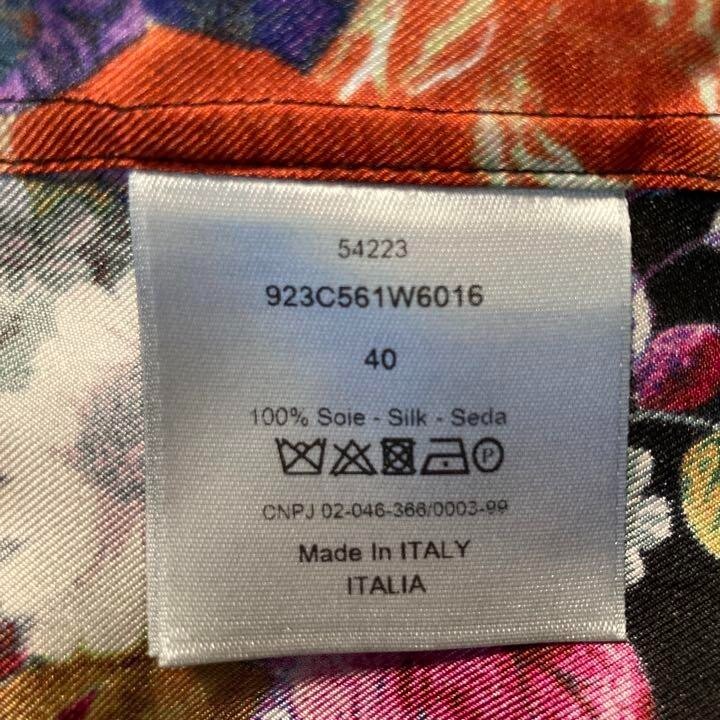 54223
923C561W6016
40
100% Soie - Silk - Seda
P
CNPJ 02-046-366/0003-99
Made In ITALY
ITALIA